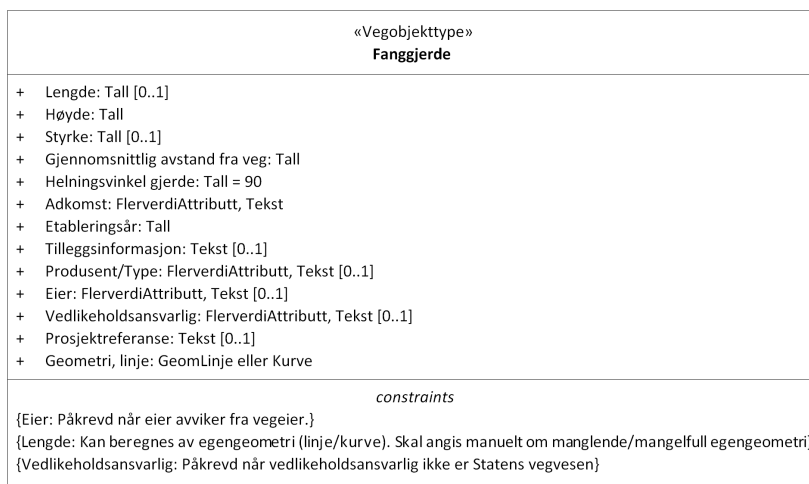 «Vegobjekttype»
Fanggjerde
+ Lengde: Tall [0..1]
+ Høyde: Tall
+ Styrke: Tall [0..1]
+ Gjennomsnittlig avstand fra veg: Tall
+ Helningsvinkel gjerde: Tall = 90
+ Adkomst: FlerverdiAttributt, Tekst
+ Etableringsår: Tall
+ Tilleggsinformasjon: Tekst [0..1]
+ Produsent/Type: FlerverdiAttributt, Tekst [0..1]
+ Eier: FlerverdiAttributt, Tekst [0..1]
+ Vedlikeholdsansvarlig: FlerverdiAttributt, Tekst [0..1]
+ Prosjektreferanse: Tekst [0..1]
+ Geometri, linje: GeomLinje eller Kurve
constraints
{Eier: Påkrevd når eier avviker fra vegeier.}
{Lengde: Kan beregnes av egengeometri (linje/kurve). Skal angis manuelt om manglende/mangelfull egengeometri}
{Vedlikeholdsansvarlig: Påkrevd når vedlikeholdsansvarlig ikke er Statens vegvesen}